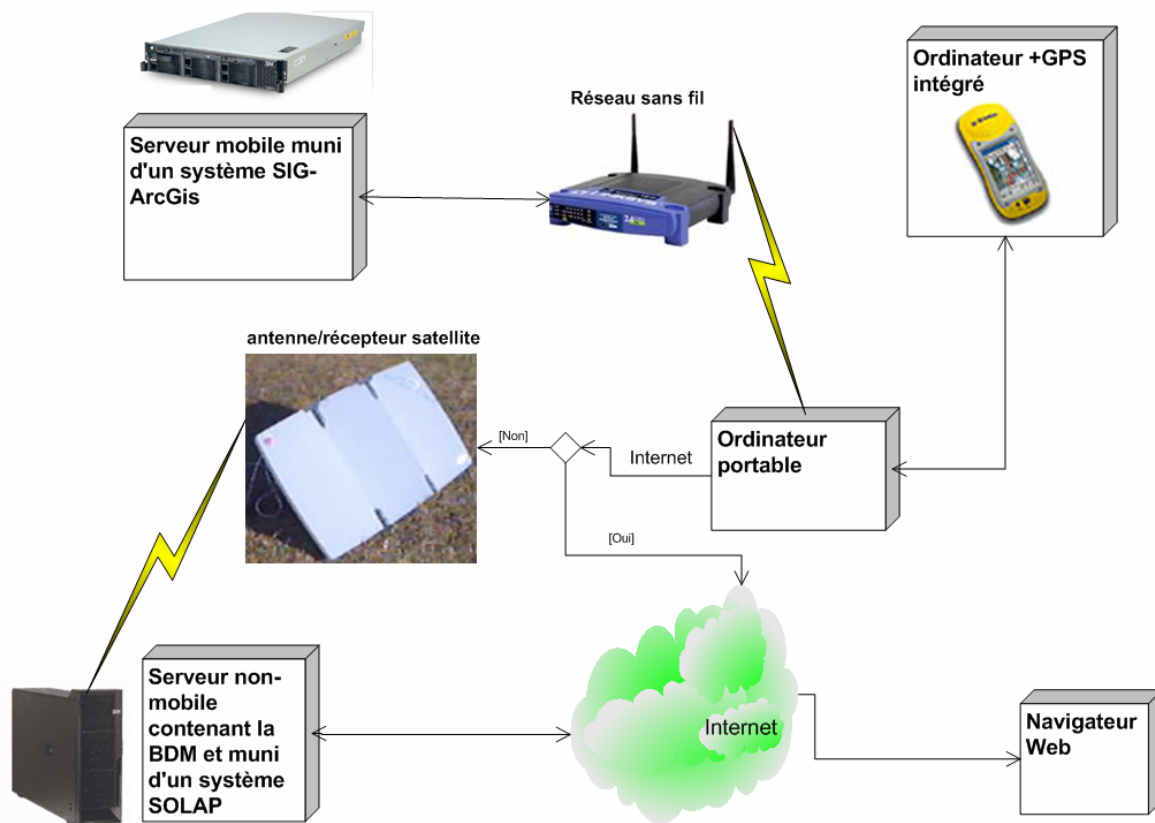 Serveur mobile muni
d'un système SIG-
ArcGis
Réseau sans fil
Ordinateur +GPS
intégré
antenne/récepteur satellite
[Non]
Internet
Ordinateur
portable
[Oui]
Serveur non-
mobile
contenant la
BDM et muni
d'un système
SOLAP
Internet
Navigateur
Web